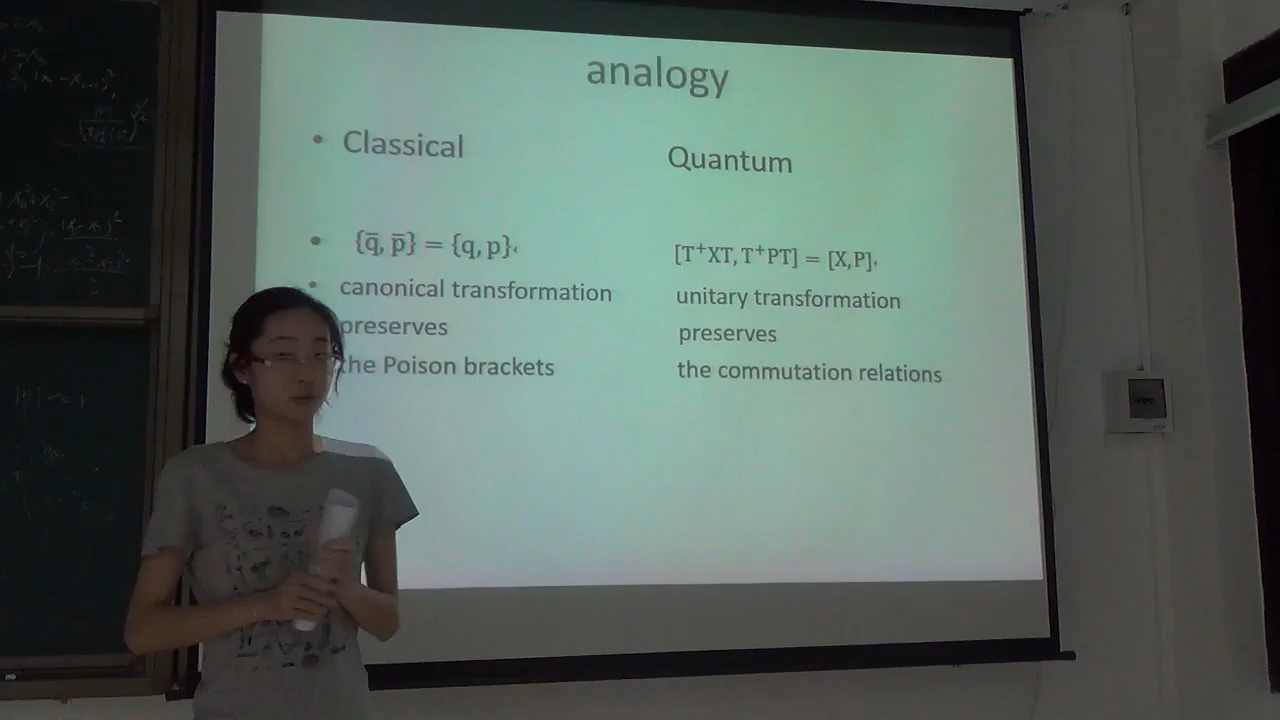 analogy
• Classical
Quantum
• {q̄, p̄} = {q, p}.
[T⁺XT, T⁺PT] = [X, P].
• canonical transformation
preserves
the Poison brackets
unitary transformation
preserves
the commutation relations